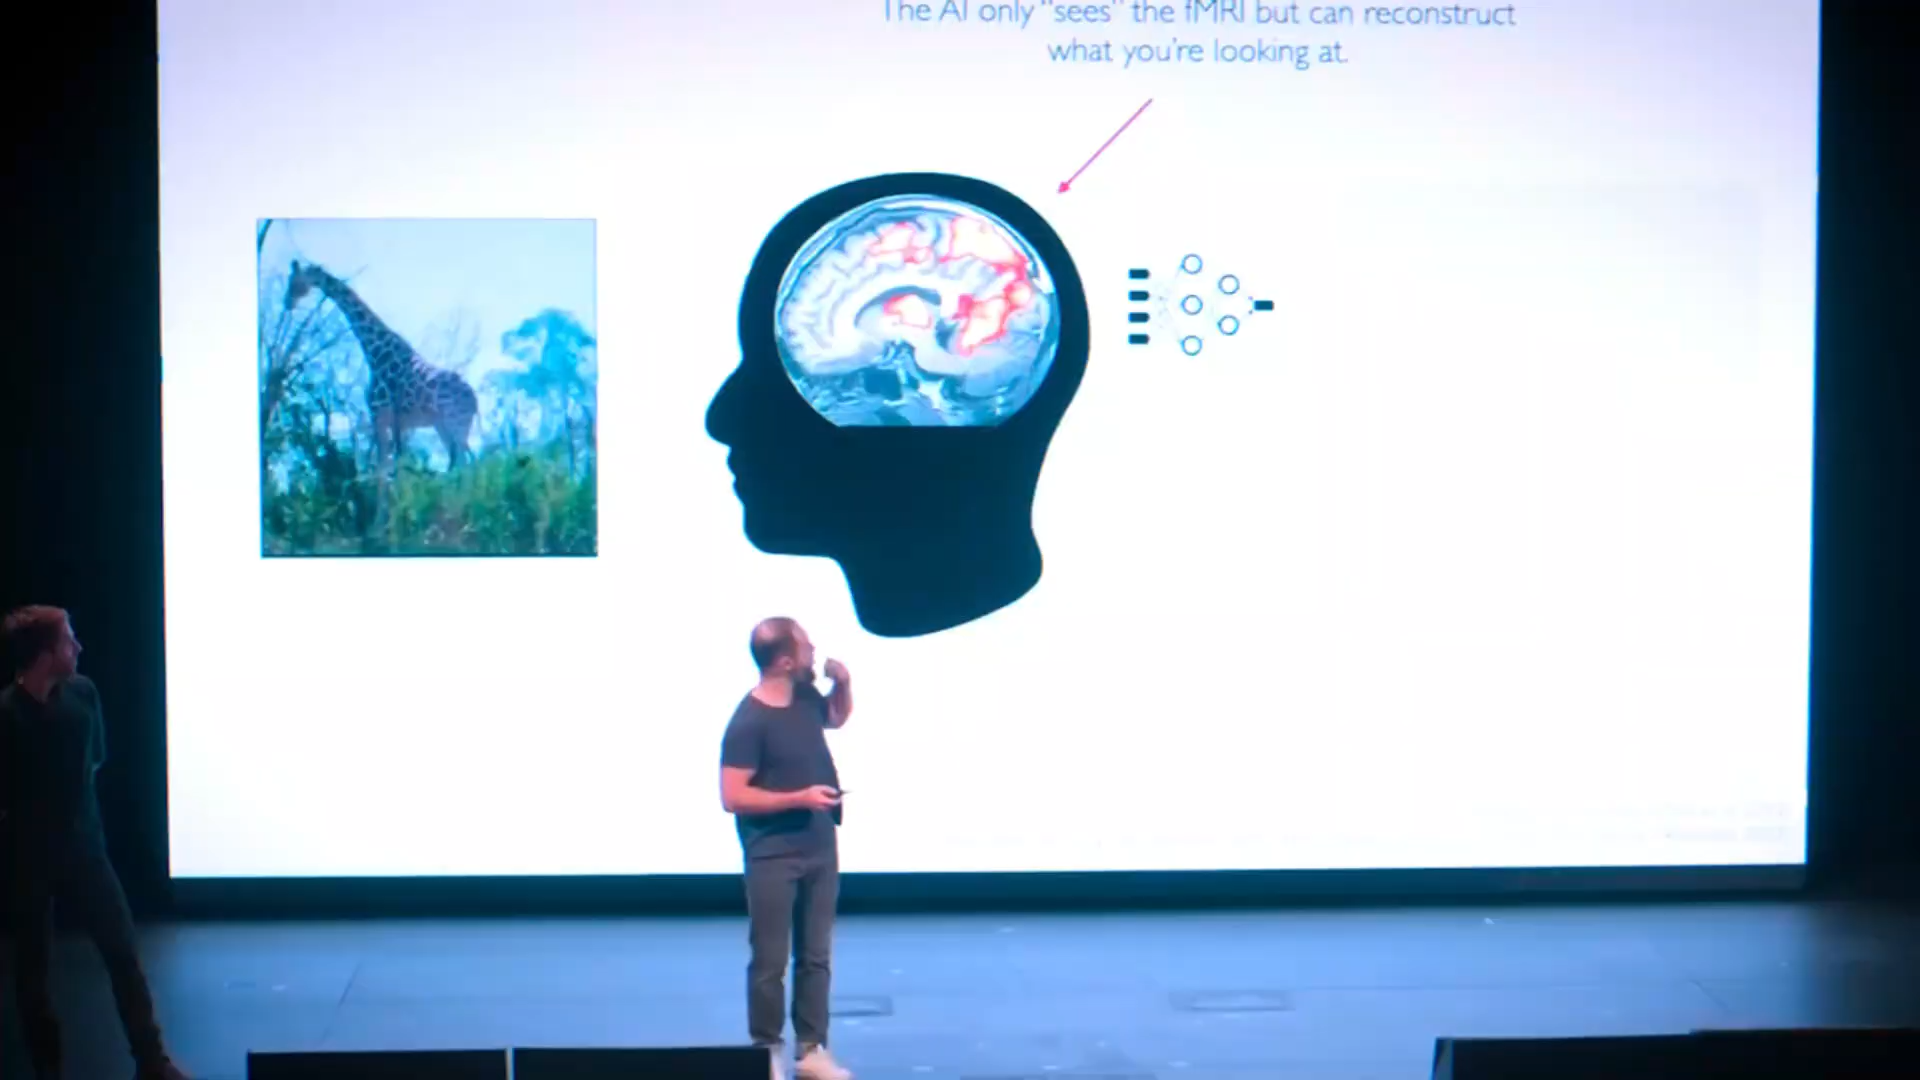 The AI only "sees" the fMRI but can reconstruct
what you're looking at.